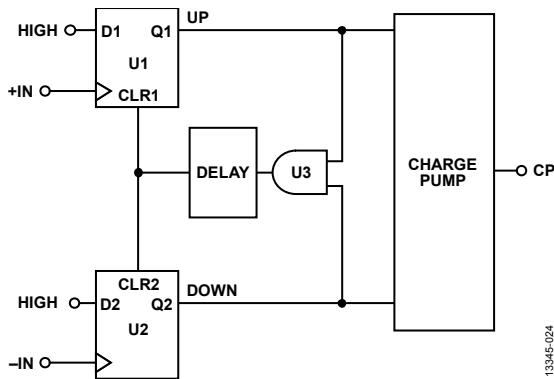 HIGH
D1
Q1
UP
U1
+IN
CLR1
DELAY
U3
CHARGE
PUMP
CP
CLR2
HIGH
D2
Q2
DOWN
U2
–IN
13345-024